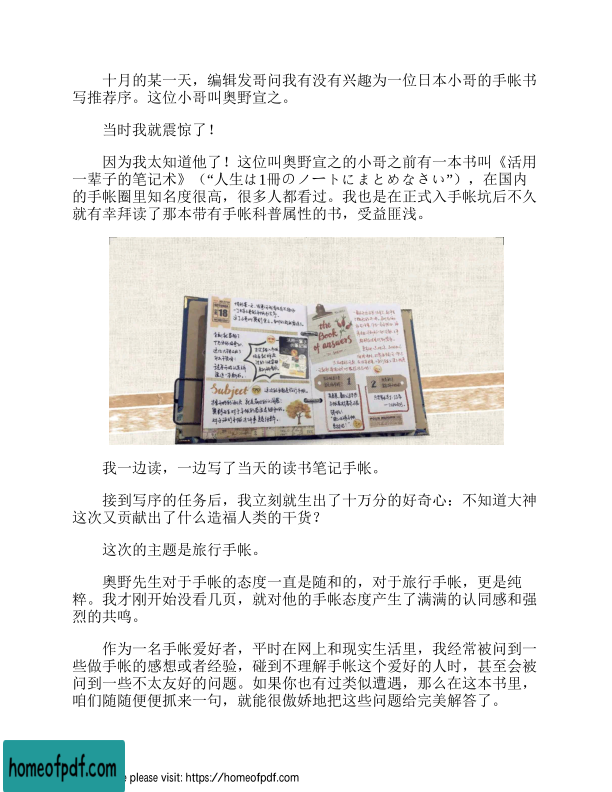 十月的某一天，编辑发哥问我有没有兴趣为一位日本小哥的手帐书
写推荐序。这位小哥叫奥野宣之。
当时我就震惊了！
因为我太知道他了！这位叫奥野宣之的小哥之前有一本书叫《活用
一辈子的笔记术》（“人生は1冊のノートにまとめなさい”），在国内
的手帐圈里知名度很高，很多人都看过。我也是在正式入手帐坑后不久
就有幸拜读了那本带有手帐科普属性的书，受益匪浅。
18
the Book of answers
Subject
1
2
我一边读，一边写了当天的读书笔记手帐。
接到写序的任务后，我立刻就生出了十万分的好奇心：不知道大神
这次又贡献出了什么造福人类的干货？
这次的主题是旅行手帐。
奥野先生对于手帐的态度一直是随和的，对于旅行手帐，更是纯
粹。我才刚开始没看几页，就对他的手帐态度产生了满满的认同感和强
烈的共鸣。
作为一名手帐爱好者，平时在网上和现实生活里，我经常被问到一
些做手帐的感想或者经验，碰到不理解手帐这个爱好的人时，甚至会被
问到一些不太友好的问题。如果你也有过类似遭遇，那么在这本书里，
咱们随随便便抓来一句，就能很傲娇地把这些问题给完美解答了。
homeofpdf.com
e please visit: https://homeofpdf.com